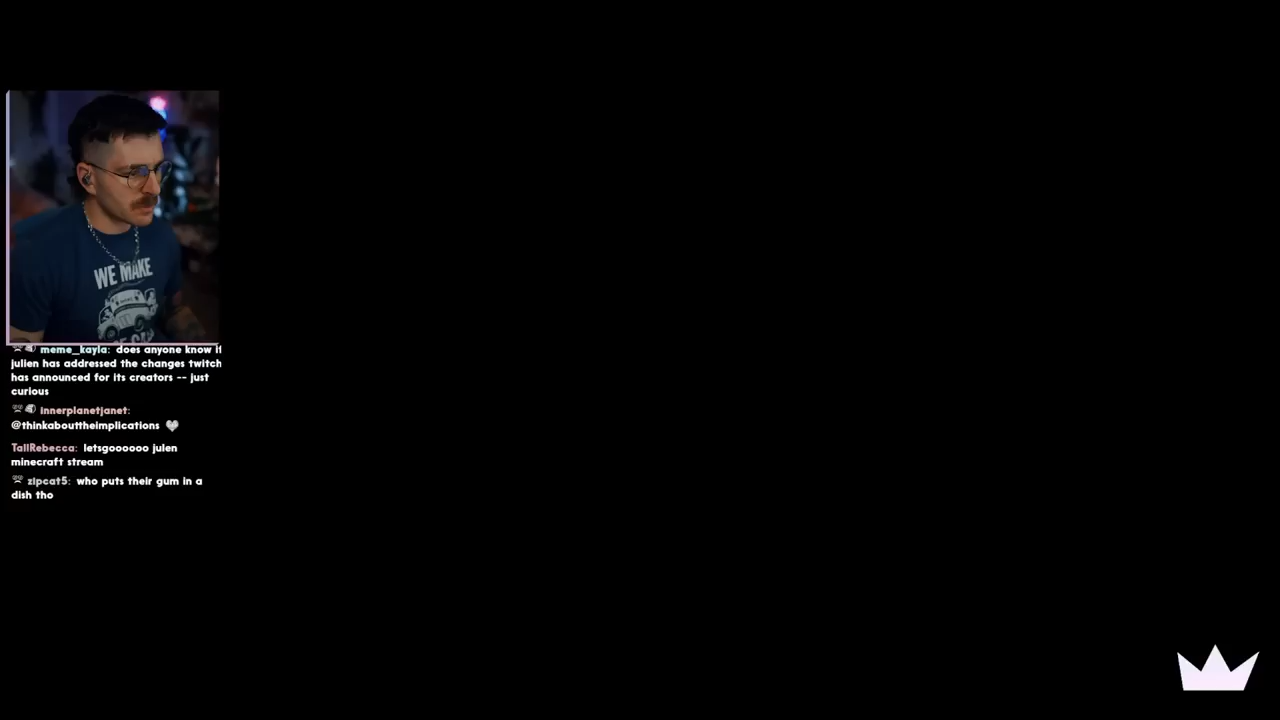 WE MAKE
meme_kayla: does anyone know if
julien has addressed the changes twitch
has announced for its creators -- just
curious
innerplanetjanet:
@thinkabouttheimplications
TallRebecca: letsgoooooo julen
minecraft stream
zipcat5: who puts their gum in a
dish tho